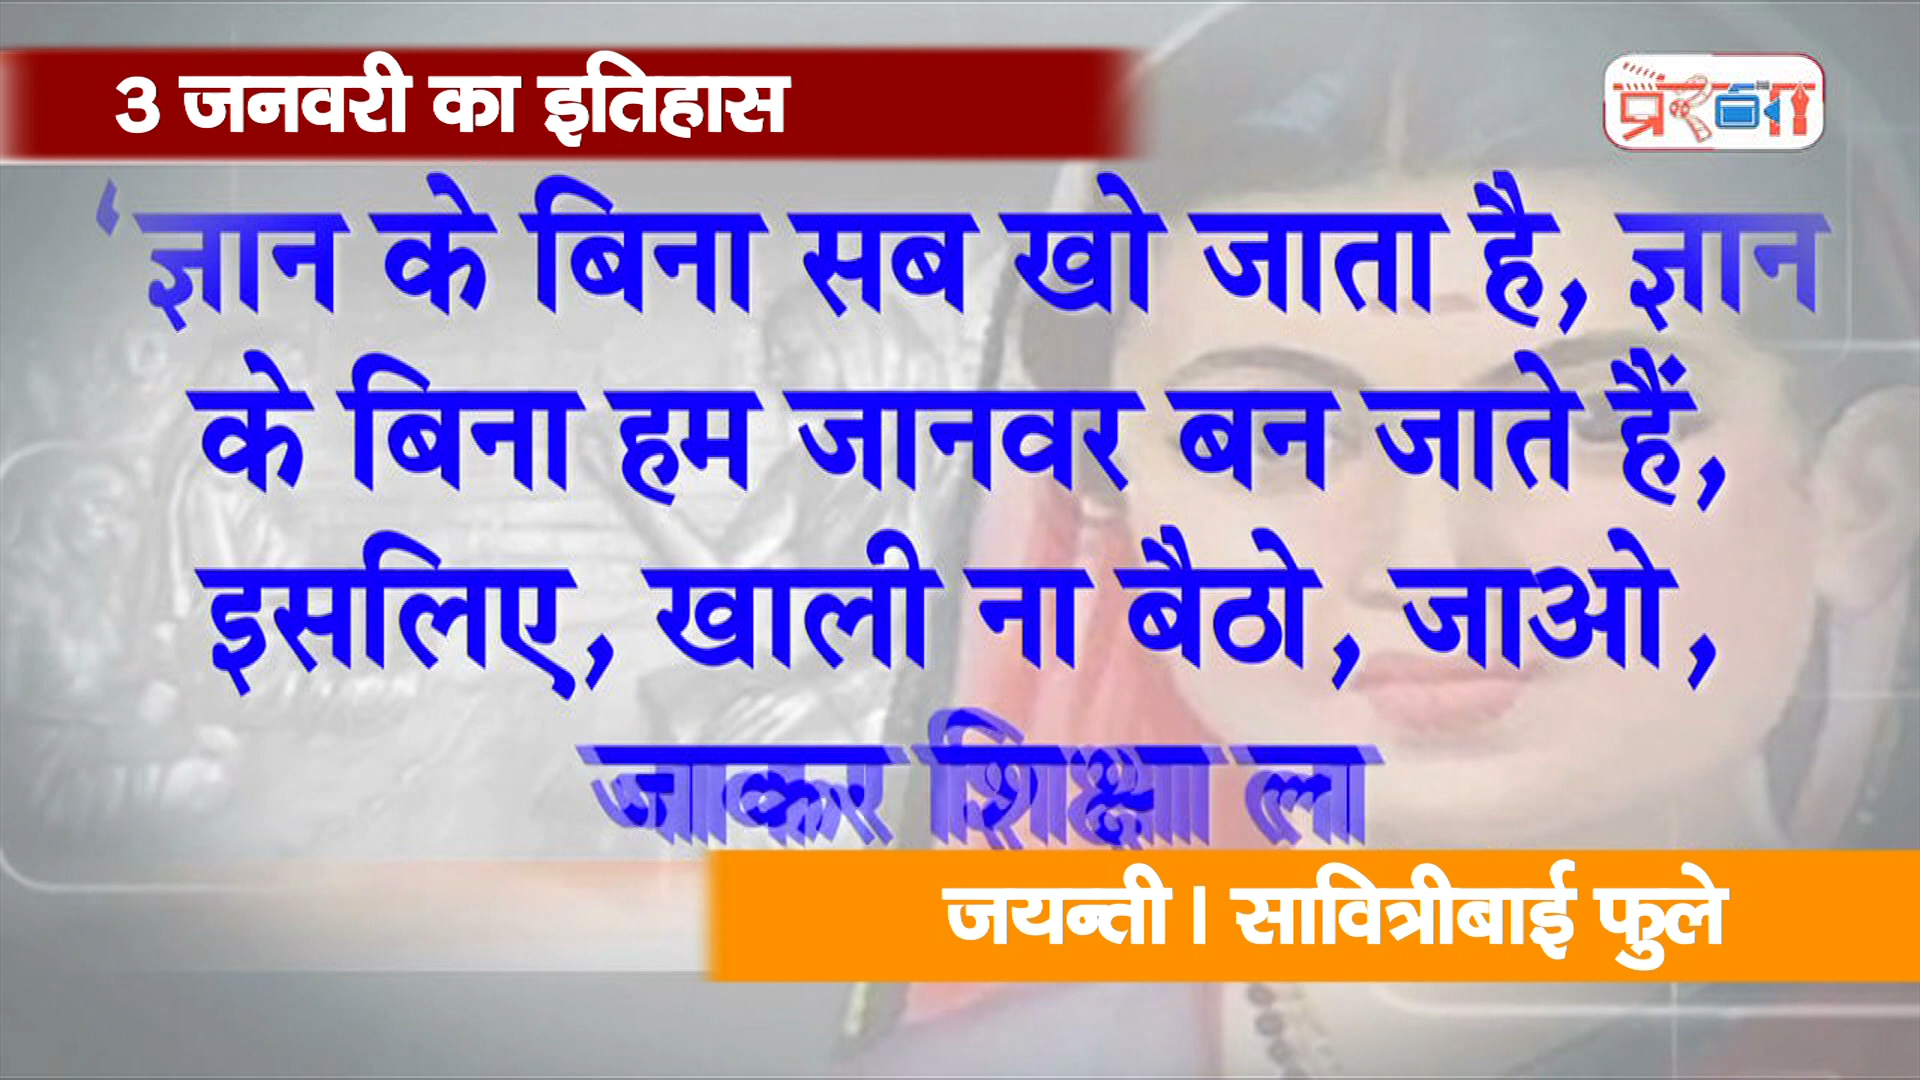 3 जनवरी का इतिहास
‘ज्ञान के बिना सब खो जाता है, ज्ञान
के बिना हम जानवर बन जाते हैं,
इसलिए, खाली ना बैठो, जाओ,
जाकर शिक्षा ला
जयन्ती । सावित्रीबाई फुले